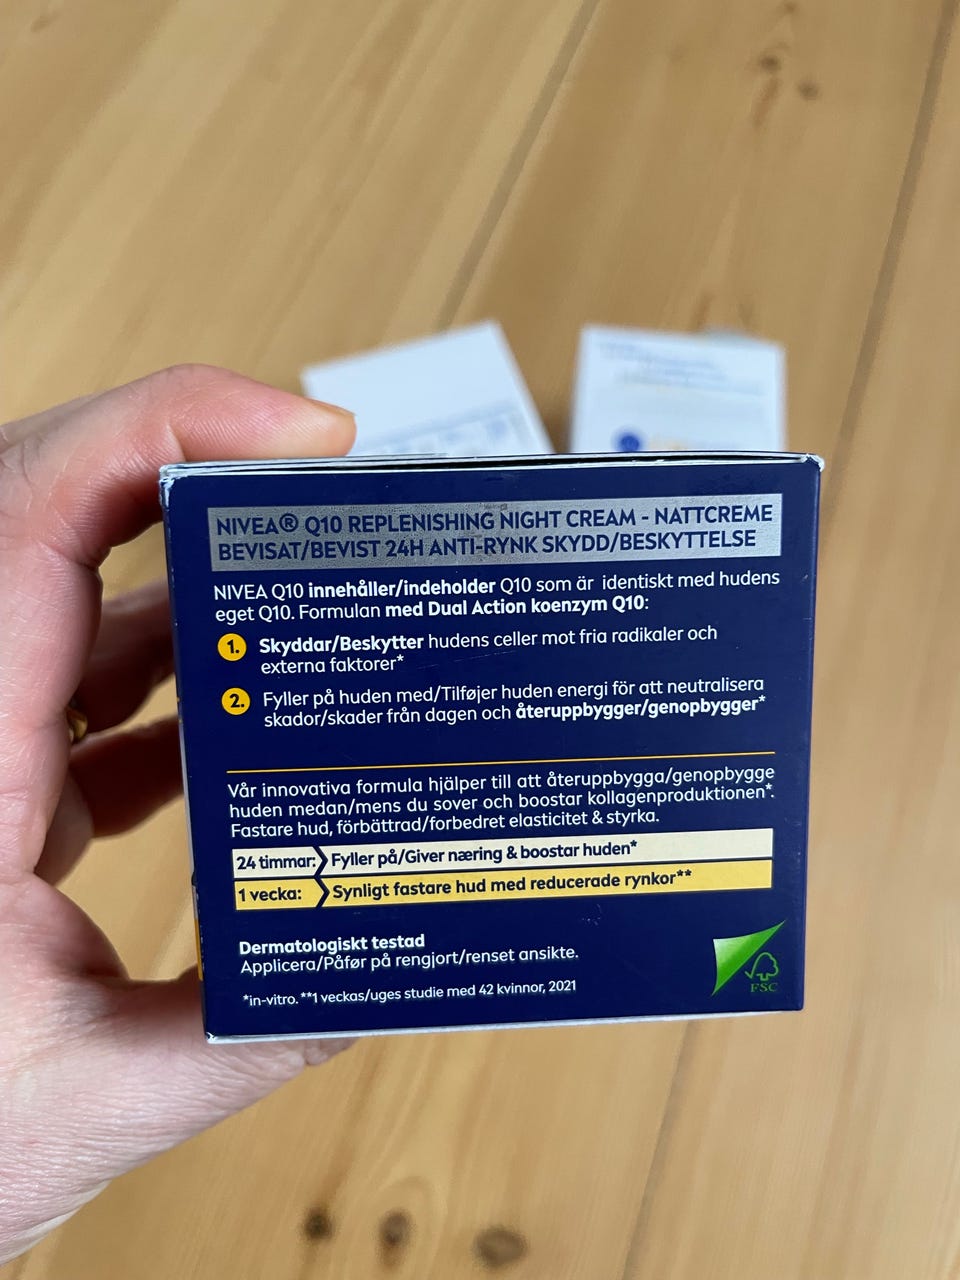 NIVEA® Q10 REPLENISHING NIGHT CREAM - NATTCREME
BEVISAT/BEVIST 24H ANTI-RYNK SKYDD/BESKYTTELSE
NIVEA Q10 innehåller/indeholder Q10 som är identiskt med hudens
eget Q10. Formulan med Dual Action koenzym Q10:
1. Skyddar/Beskytter hudens celler mot fria radikaler och
externa faktorer*
2. Fyller på huden med/Tilføjer huden energi för att neutralisera
skador/skader från dagen och återuppbygger/genopbygger*
Vår innovativa formula hjälper till att återuppbygga/genopbygge
huden medan/mens du sover och boostar kollagenproduktionen*.
Fastare hud, förbättrad/forbedret elasticitet & styrka.
24 timmar: Fyller på/Giver næring & boostar huden*
1 vecka: Synligt fastare hud med reducerade rynkor**
Dermatologiskt testad
Applicera/Påfør på rengjort/renset ansikte.
*in-vitro. **1 veckas/uges studie med 42 kvinnor, 2021
FSC